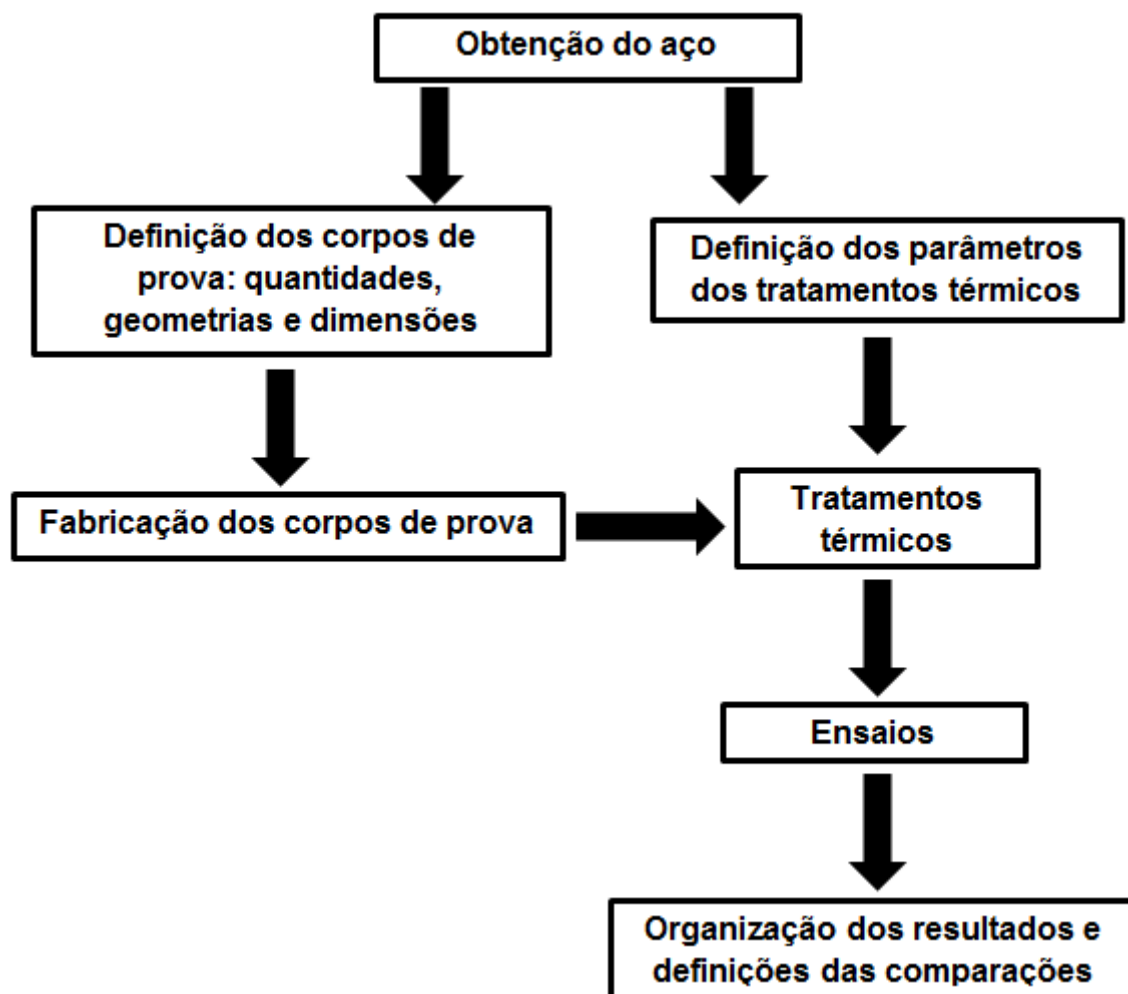 Obtenção do aço
Definição dos corpos de
prova: quantidades,
geometrias e dimensões
Definição dos parâmetros
dos tratamentos térmicos
Fabricação dos corpos de prova
Tratamentos
térmicos
Ensaios
Organização dos resultados e
definições das comparações